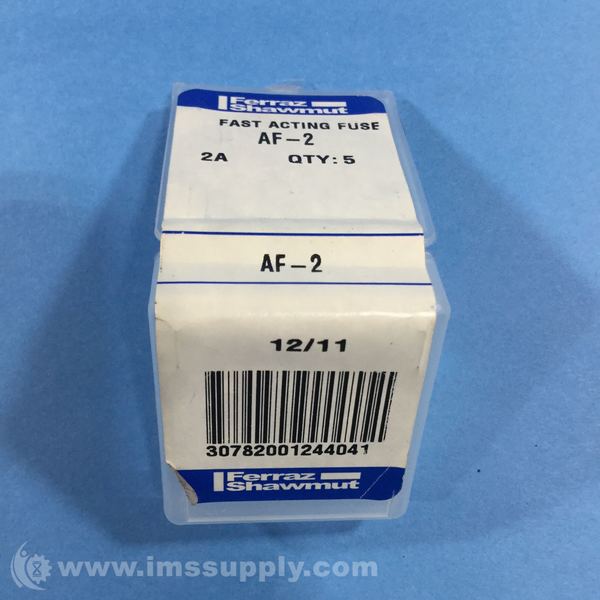 Ferraz
Shawmut
FAST ACTING FUSE
AF-2
2A QTY: 5
AF-2
12/11
30782001244041
Ferraz
Shawmut
www.imssupply.com